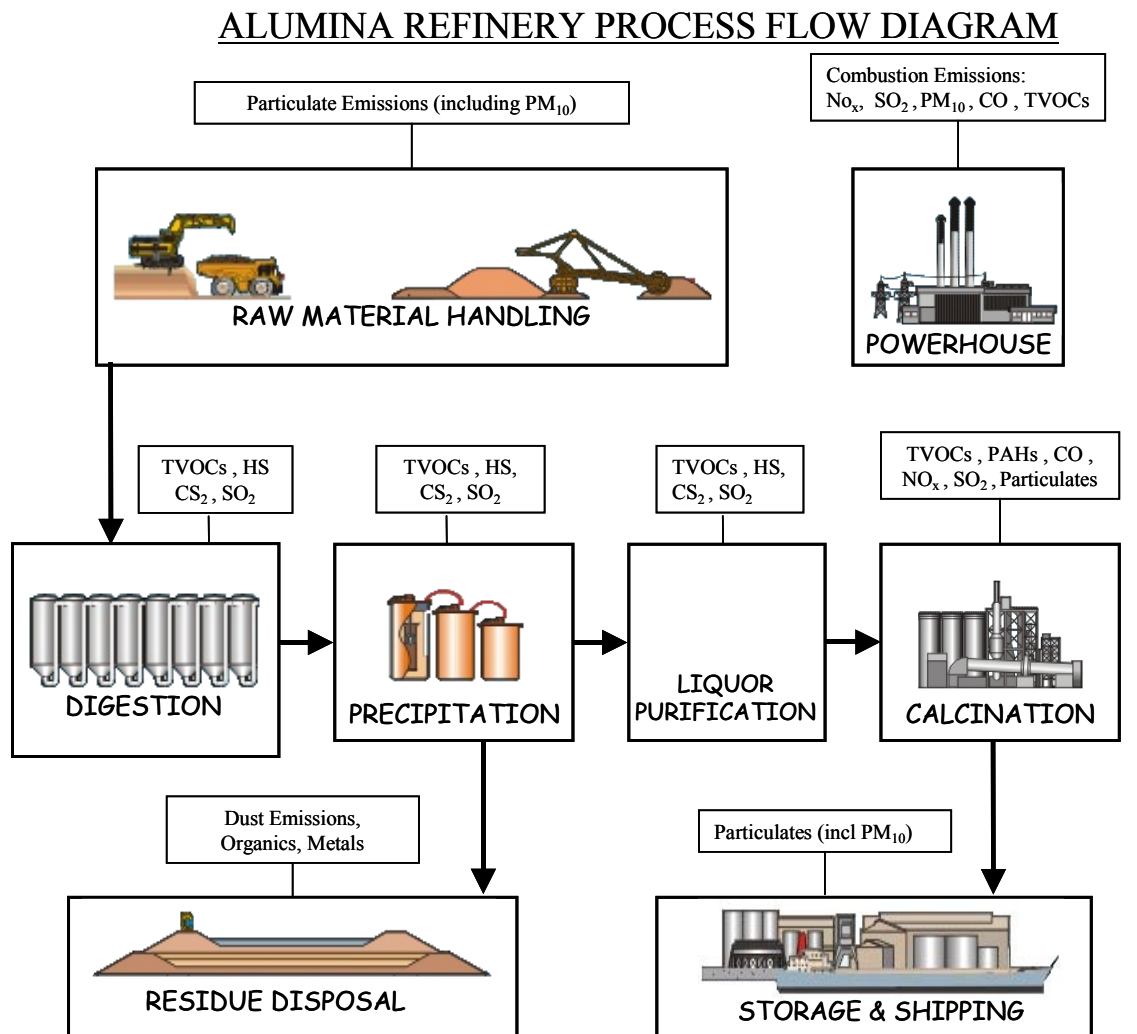 ALUMINA REFINERY PROCESS FLOW DIAGRAM
Particulate Emissions (including PM₁₀)
Combustion Emissions:
Noₓ, SO₂, PM₁₀, CO , TVOCs
RAW MATERIAL HANDLING
POWERHOUSE
TVOCs , HS
CS₂, SO₂
TVOCs , HS,
CS₂, SO₂
TVOCs , HS,
CS₂, SO₂
TVOCs , PAHs , CO ,
NOₓ, SO₂, Particulates
DIGESTION
PRECIPITATION
LIQUOR
PURIFICATION
CALCINATION
Dust Emissions,
Organics, Metals
Particulates (incl PM₁₀)
RESIDUE DISPOSAL
STORAGE & SHIPPING